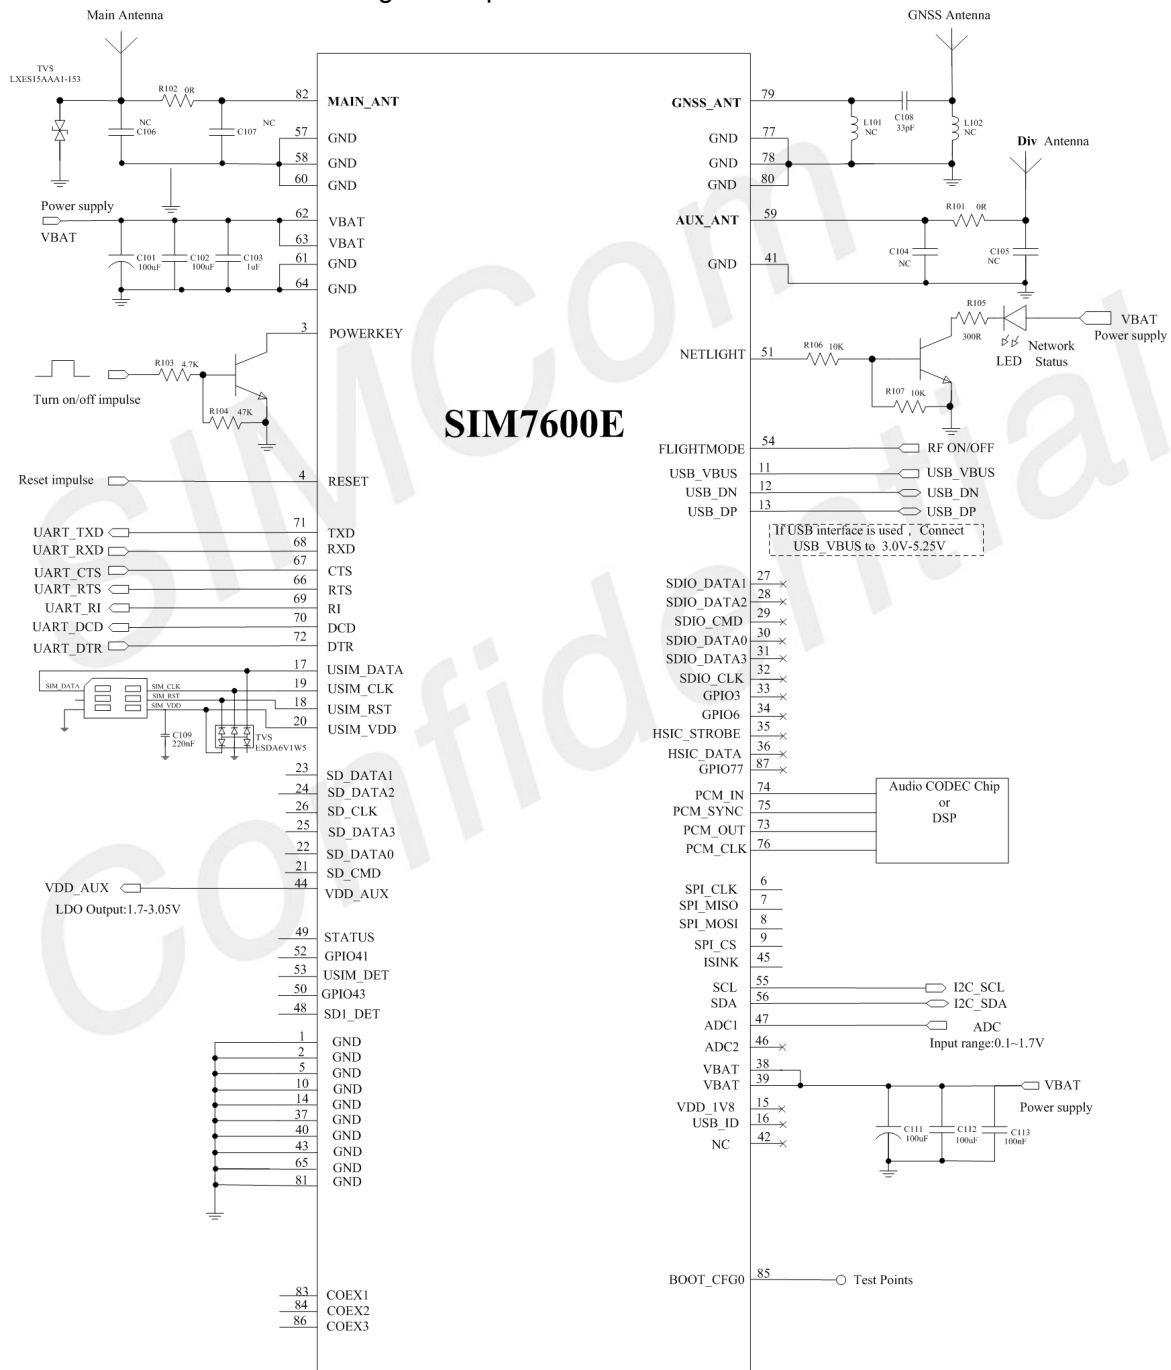 Main Antenna
GNSS Antenna
TVS
LXES15AAA1-153
R102 0R
82
MAIN_ANT
NC
C106
NC
C107
57
GND
58
GND
60
GND
Power supply
VBAT
62
VBAT
63
VBAT
61
GND
64
GND
C101
100uF
C102
100uF
C103
1uF
3
POWERKEY
R103 4.7K
Turn on/off impulse
R104 47K
SIM7600E
Reset impulse
4
RESET
UART_TXD
71
TXD
UART_RXD
68
RXD
UART_CTS
67
CTS
UART_RTS
66
RTS
UART_RI
69
RI
UART_DCD
70
DCD
UART_DTR
72
DTR
17
USIM_DATA
SIM_DATA
SIM_CLK
19
USIM_CLK
SIM_RST
18
USIM_RST
SIM_VDD
20
USIM_VDD
C109
220nF
TVS
ESDA6V1W5
23
SD_DATA1
24
SD_DATA2
26
SD_CLK
25
SD_DATA3
22
SD_DATA0
21
SD_CMD
VDD_AUX
44
VDD_AUX
LDO Output:1.7-3.05V
49
STATUS
52
GPIO41
53
USIM_DET
50
GPIO43
48
SD1_DET
1
GND
2
GND
5
GND
10
GND
14
GND
37
GND
40
GND
43
GND
65
GND
81
GND
83
COEX1
84
COEX2
86
COEX3
GNSS_ANT
79
C108
33pF
L101
NC
L102
NC
GND
77
GND
78
GND
80
Div Antenna
AUX_ANT
59
R101 0R
GND
41
C104
NC
C105
NC
NETLIGHT
51
R106 10K
R107 10K
R105
300R
LED
Network
Status
VBAT
Power supply
FLIGHTMODE
54
RF ON/OFF
USB_VBUS
11
USB_VBUS
USB_DN
12
USB_DN
USB_DP
13
USB_DP
If USB interface is used , Connect
USB_VBUS to 3.0V-5.25V
SDIO_DATA1
27
SDIO_DATA2
28
SDIO_CMD
29
SDIO_DATA0
30
SDIO_DATA3
31
SDIO_CLK
32
GPIO3
33
GPIO6
34
HSIC_STROBE
35
HSIC_DATA
36
GPIO77
87
PCM_IN
74
PCM_SYNC
75
PCM_OUT
73
PCM_CLK
76
Audio CODEC Chip
or
DSP
SPI_CLK
6
SPI_MISO
7
SPI_MOSI
8
SPI_CS
9
ISINK
45
SCL
55
I2C_SCL
SDA
56
I2C_SDA
ADC1
47
ADC
Input range:0.1~1.7V
ADC2
46
VBAT
38
VBAT
39
VBAT
Power supply
VDD_1V8
15
USB_ID
16
NC
42
C111
100uF
C112
100uF
C113
100nF
BOOT_CFG0
85
Test Points
SIMCom
Confidential